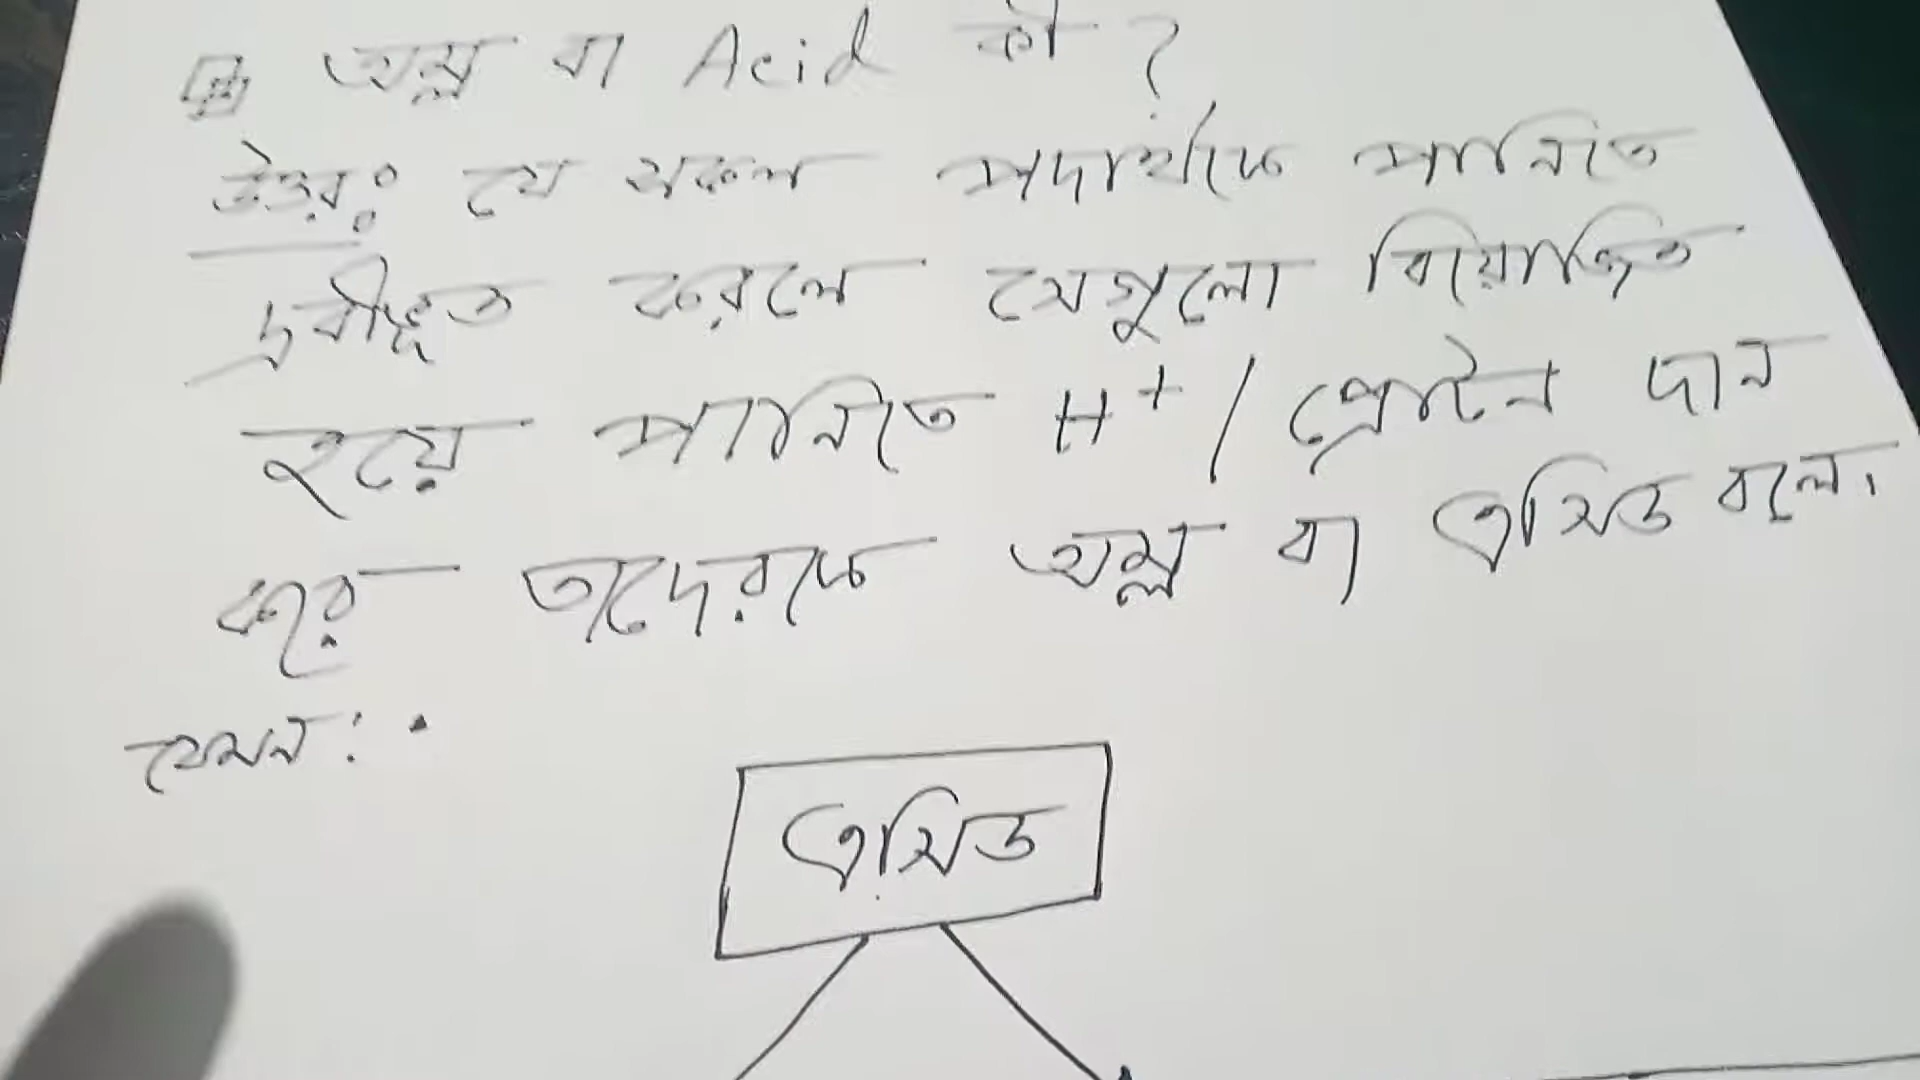 অম্ল বা Acid কী ?
উত্তরঃ যে সকল পদার্থকে পানিতে
দ্রবীভূত করলে সেগুলো বিয়োজিত
হয়ে পানিতে H⁺ / প্রোটন দান
করে তাদেরকে অম্ল বা এসিড বলে।
যেমন:
এসিড